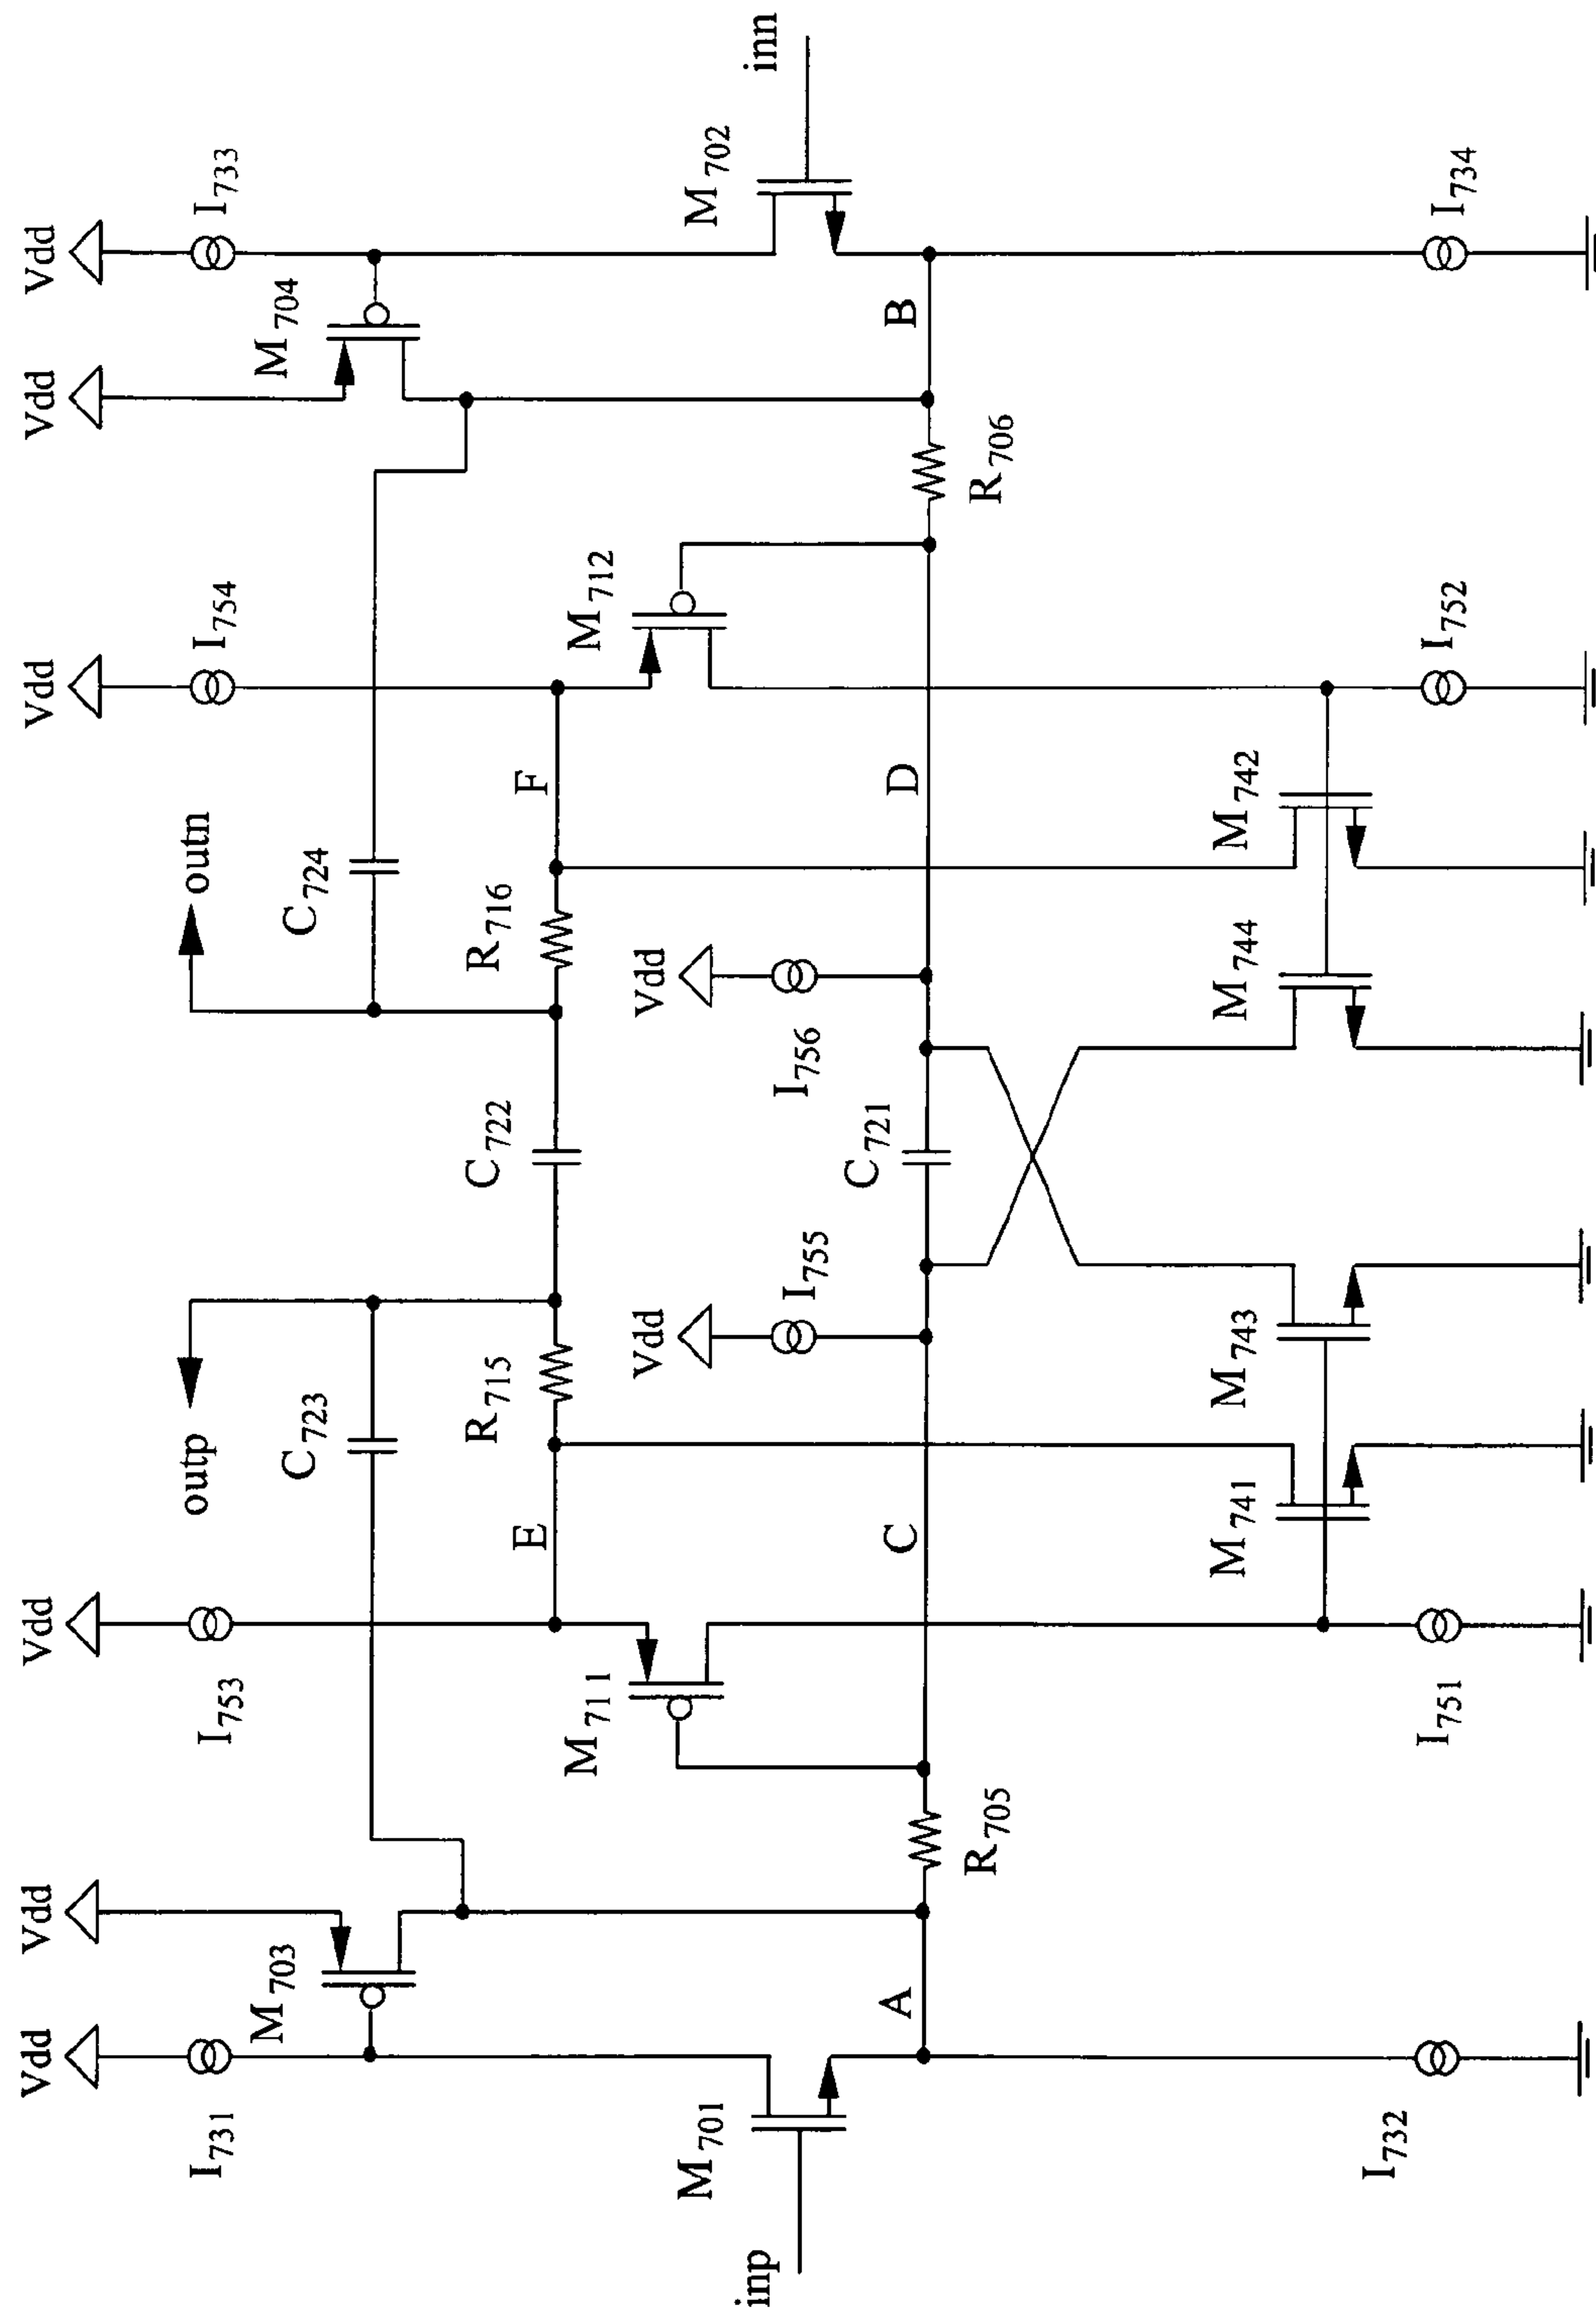 Vdd
Vdd
Vdd
Vdd
Vdd
Vdd
I731
M703
I753
C723
outp
outn
C724
I754
M704
I733
R715
C722
R716
E
F
M711
Vdd
Vdd
M712
I755
I756
inp
M701
M702
inn
A
R705
C
C721
D
R706
B
M741
M743
M744
M742
I732
I751
I752
I734